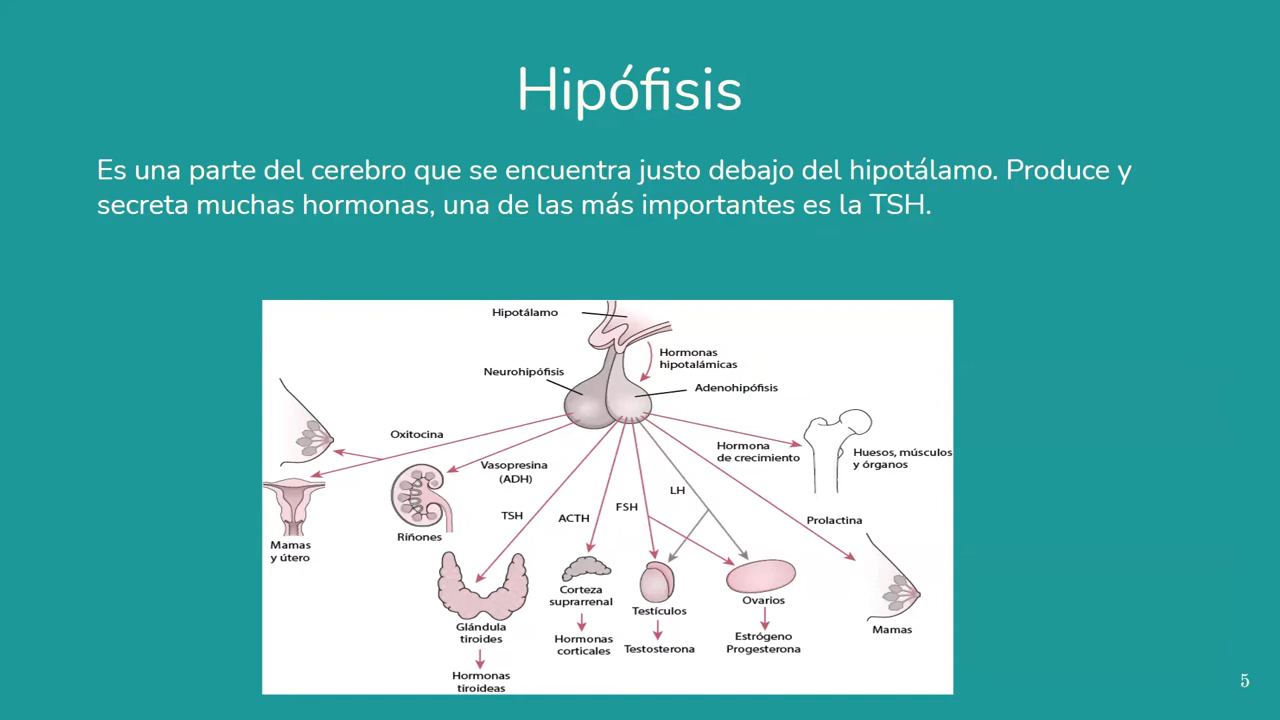 Hipófisis
Es una parte del cerebro que se encuentra justo debajo del hipotálamo. Produce y
secreta muchas hormonas, una de las más importantes es la TSH.
Hipotálamo
Hormonas
hipotalámicas
Neurohipófisis
Adenohipófisis
Oxitocina
Hormona
de crecimiento
Huesos, músculos
y órganos
Vasopresina
(ADH)
LH
FSH
TSH
ACTH
Prolactina
Riñones
Mamas
y útero
Corteza
suprarrenal
Testículos
Ovarios
Glándula
tiroides
Mamas
Hormonas
corticales
Testosterona
Estrógeno
Progesterona
Hormonas
tiroideas
5